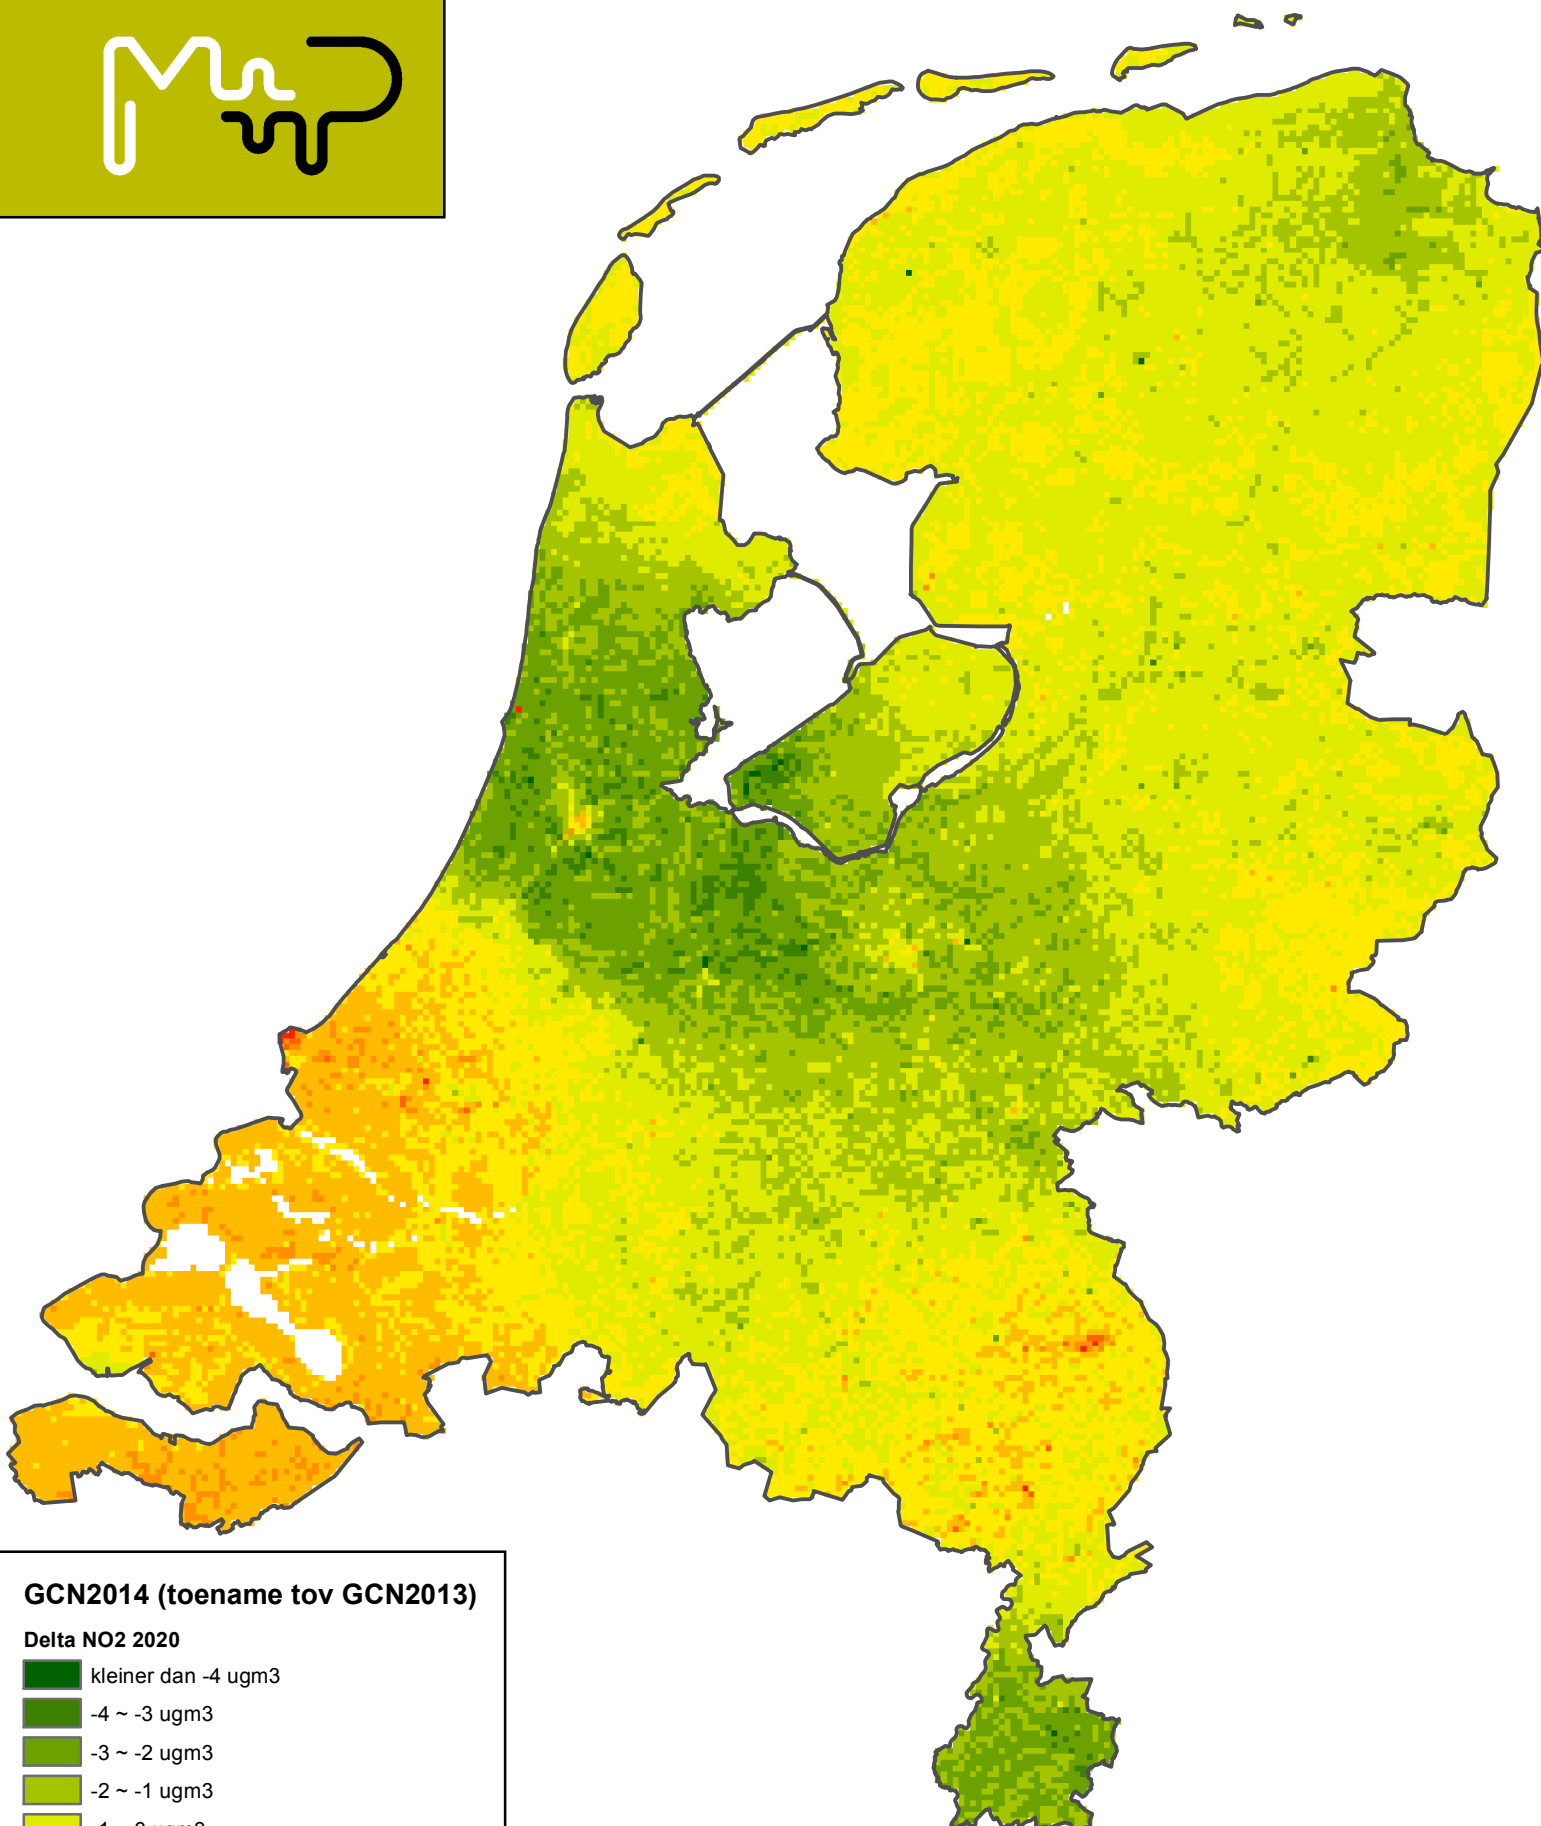 GCN2014 (toename tov GCN2013)
Delta NO2 2020
kleiner dan -4 ugm3
-4 ~ -3 ugm3
-3 ~ -2 ugm3
-2 ~ -1 ugm3